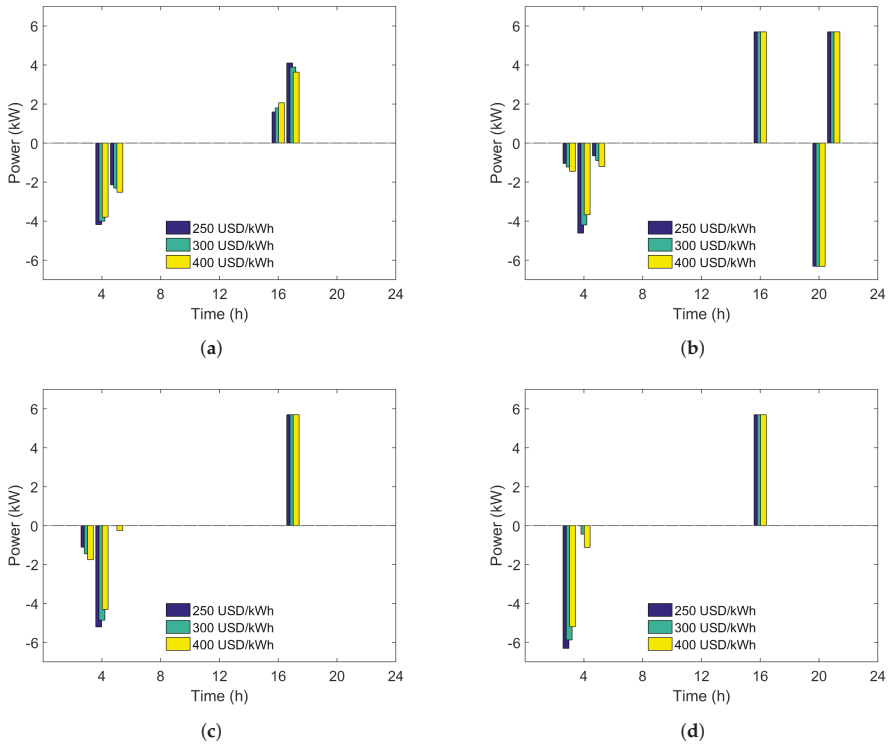 6
4
2
0
-2
-4
-6
Power (kW)
250 USD/kWh
300 USD/kWh
400 USD/kWh
4 8 12 16 20 24
Time (h)
(a)
6
4
2
0
-2
-4
-6
Power (kW)
250 USD/kWh
300 USD/kWh
400 USD/kWh
4 8 12 16 20 24
Time (h)
(b)
6
4
2
0
-2
-4
-6
Power (kW)
250 USD/kWh
300 USD/kWh
400 USD/kWh
4 8 12 16 20 24
Time (h)
(c)
6
4
2
0
-2
-4
-6
Power (kW)
250 USD/kWh
300 USD/kWh
400 USD/kWh
4 8 12 16 20 24
Time (h)
(d)